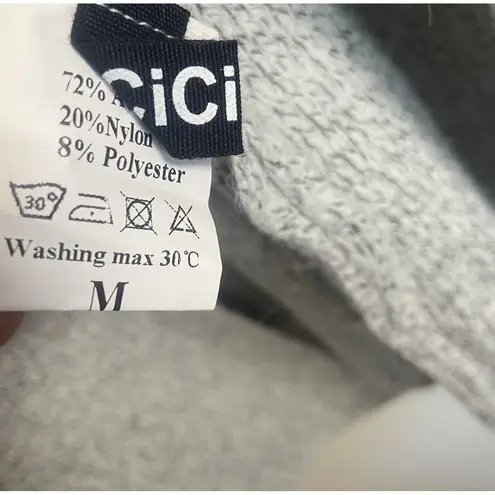 CiCi
72%
20%Nylon
8% Polyester
30°
Washing max 30℃
M